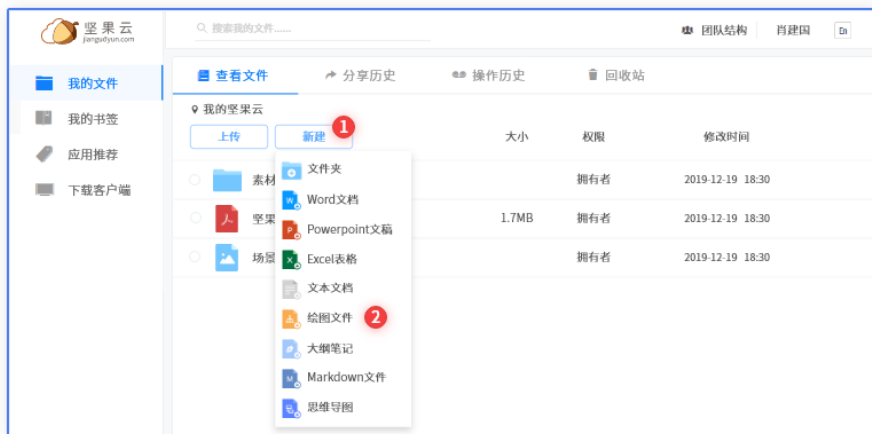 坚果云
jianguoyun.com
搜索我的文件......
团队结构
肖建国
En
我的文件
我的书签
应用推荐
下载客户端
查看文件
分享历史
操作历史
回收站
我的坚果云
上传
新建
1
大小
权限
修改时间
素材
拥有者
2019-12-19 18:30
坚果
1.7MB
拥有者
2019-12-19 18:30
场景
拥有者
2019-12-19 18:30
文件夹
Word文档
Powerpoint文稿
Excel表格
文本文档
绘图文件
2
大纲笔记
Markdown文件
思维导图